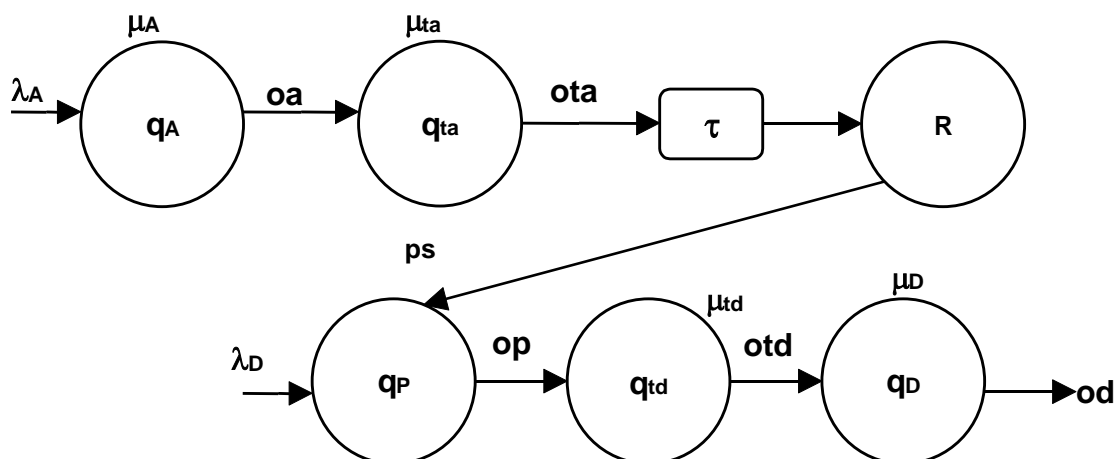 μA μta
λA qA oa qta ota τ R
ps
λD qP op qtd μtd otd qD μD od